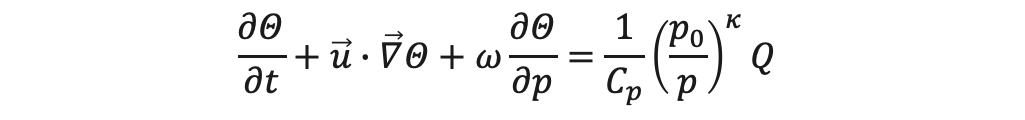 ∂Θ/∂t + u⃗ · ∇⃗Θ + ω ∂Θ/∂p = 1/C_p (p_0/p)^κ Q